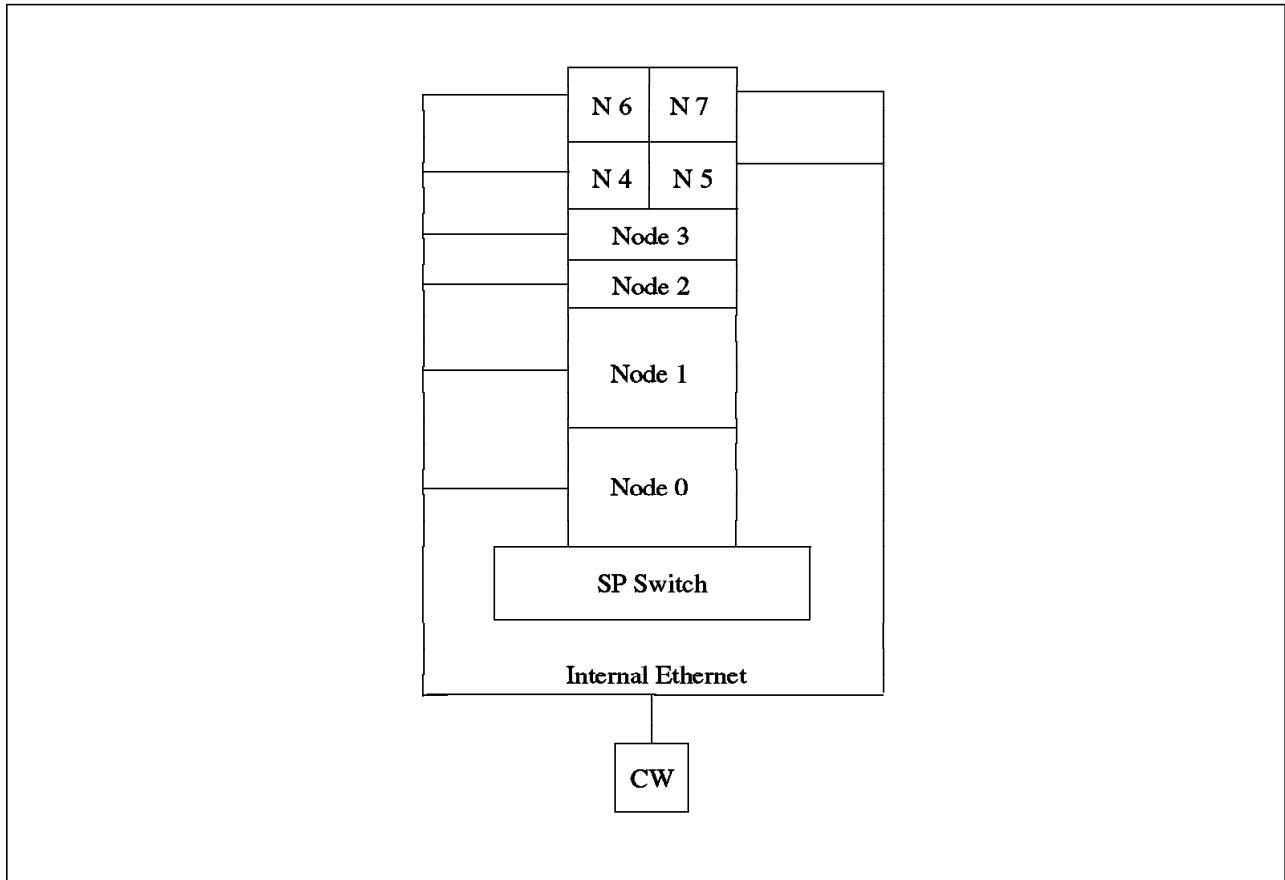 N 6 N 7
N 4 N 5
Node 3
Node 2
Node 1
Node 0
SP Switch
Internal Ethernet
CW